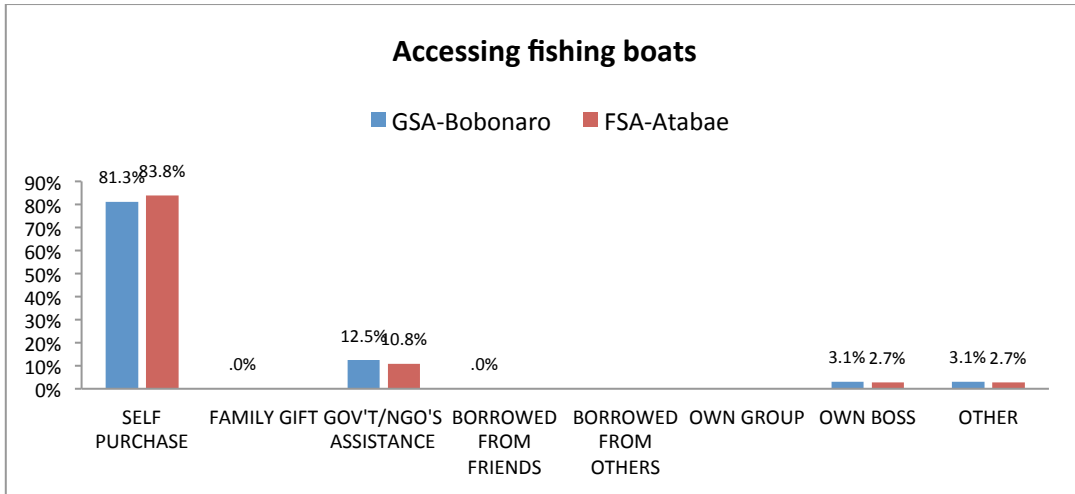 Accessing fishing boats
GSA-Bobonaro FSA-Atabae
81.3% 83.8% .0% 12.5% 10.8% .0% 3.1% 2.7% 3.1% 2.7%
90%
80%
70%
60%
50%
40%
30%
20%
10%
0%
SELF PURCHASE
FAMILY GIFT
GOV'T/NGO'S ASSISTANCE
BORROWED FROM FRIENDS
BORROWED FROM OTHERS
OWN GROUP
OWN BOSS
OTHER